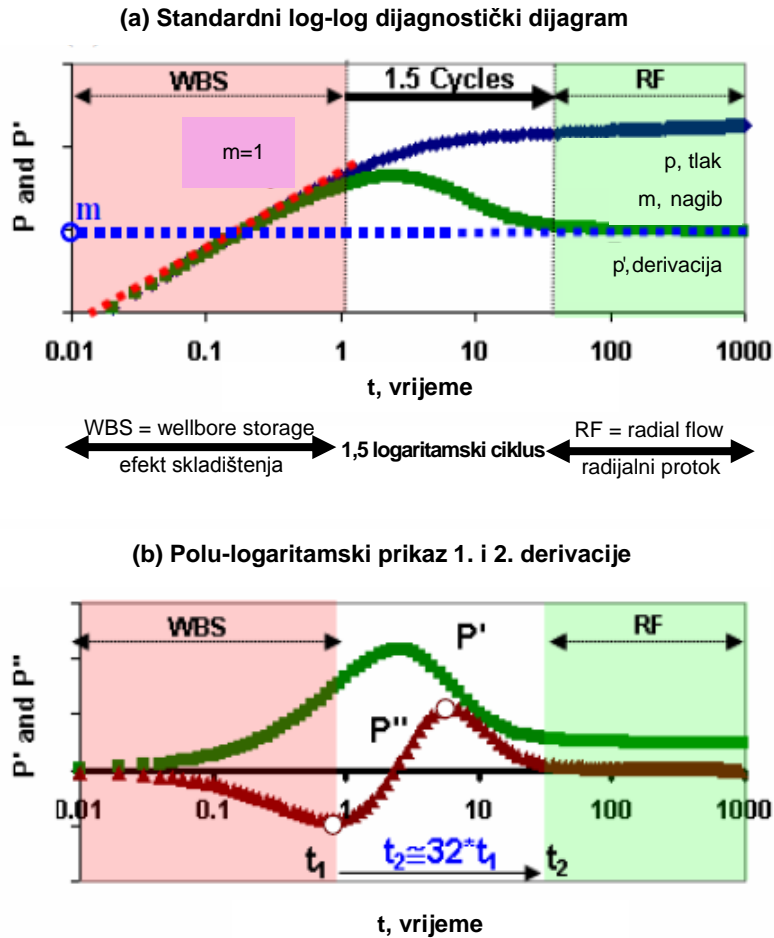 (a) Standardni log-log dijagnostički dijagram
WBS
1.5 Cycles
RF
P and P'
m=1
p, tlak
m
m, nagib
p', derivacija
0.01 0.1 1 10 100 1000
t, vrijeme
WBS = wellbore storage
efekt skladištenja
1,5 logaritamski ciklus
RF = radial flow
radijalni protok
(b) Polu-logaritamski prikaz 1. i 2. derivacije
WBS
P'
RF
P' and P"
P"
0.01 0.1 1 10 100 1000
t₁
t₂≅32*t₁
t₂
t, vrijeme